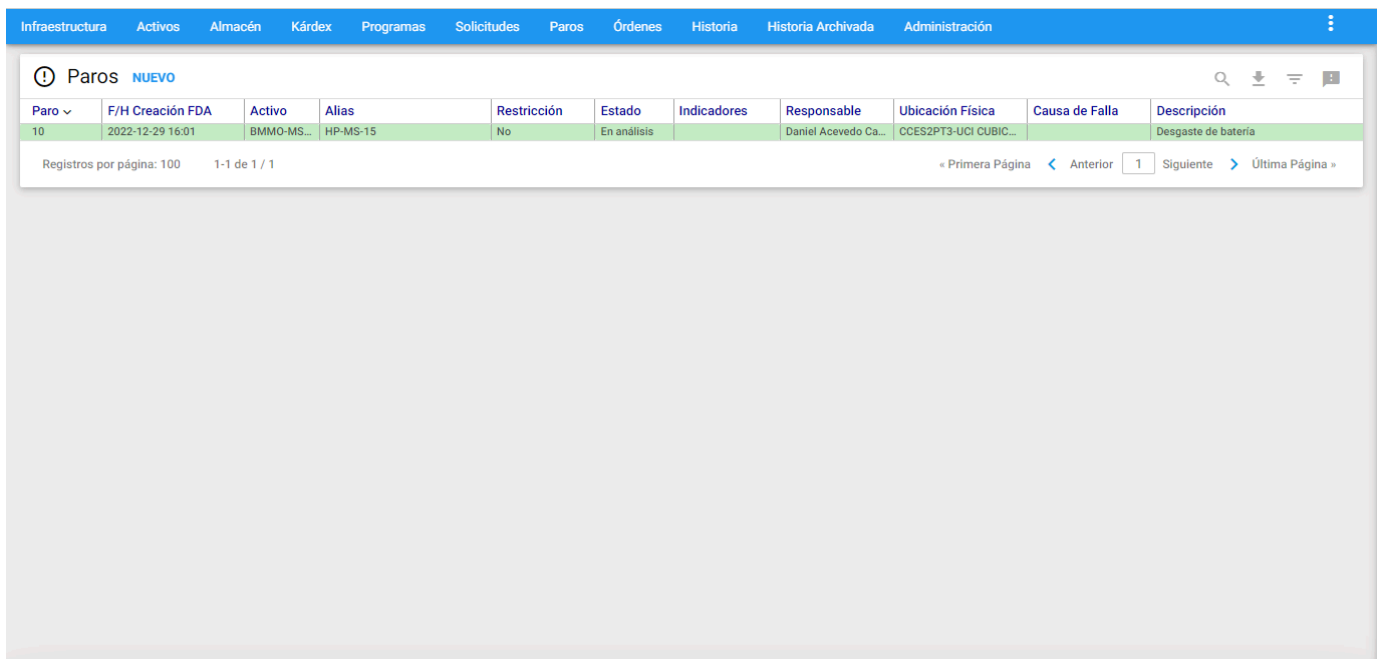 Infraestructura Activos Almacén Kárdex Programas Solicitudes Paros Órdenes Historia Historia Archivada Administración
Paros NUEVO
Paro F/H Creación FDA Activo Alias Restricción Estado Indicadores Responsable Ubicación Física Causa de Falla Descripción
10 2022-12-29 16:01 BMMO-MS... HP-MS-15 No En análisis Daniel Acevedo Ca... CCES2PT3-UCI CUBIC... Desgaste de batería
Registros por página: 100 1-1 de 1 / 1 « Primera Página Anterior 1 Siguiente Última Página »